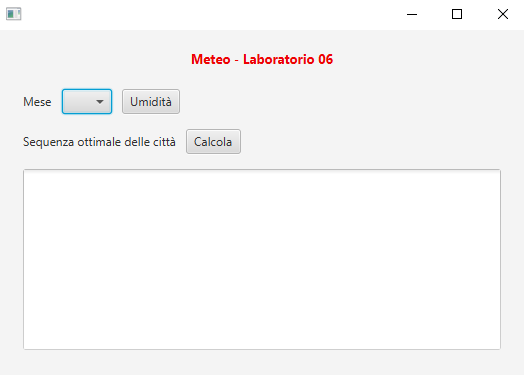 Meteo - Laboratorio 06
Mese Umidità
Sequenza ottimale delle città Calcola